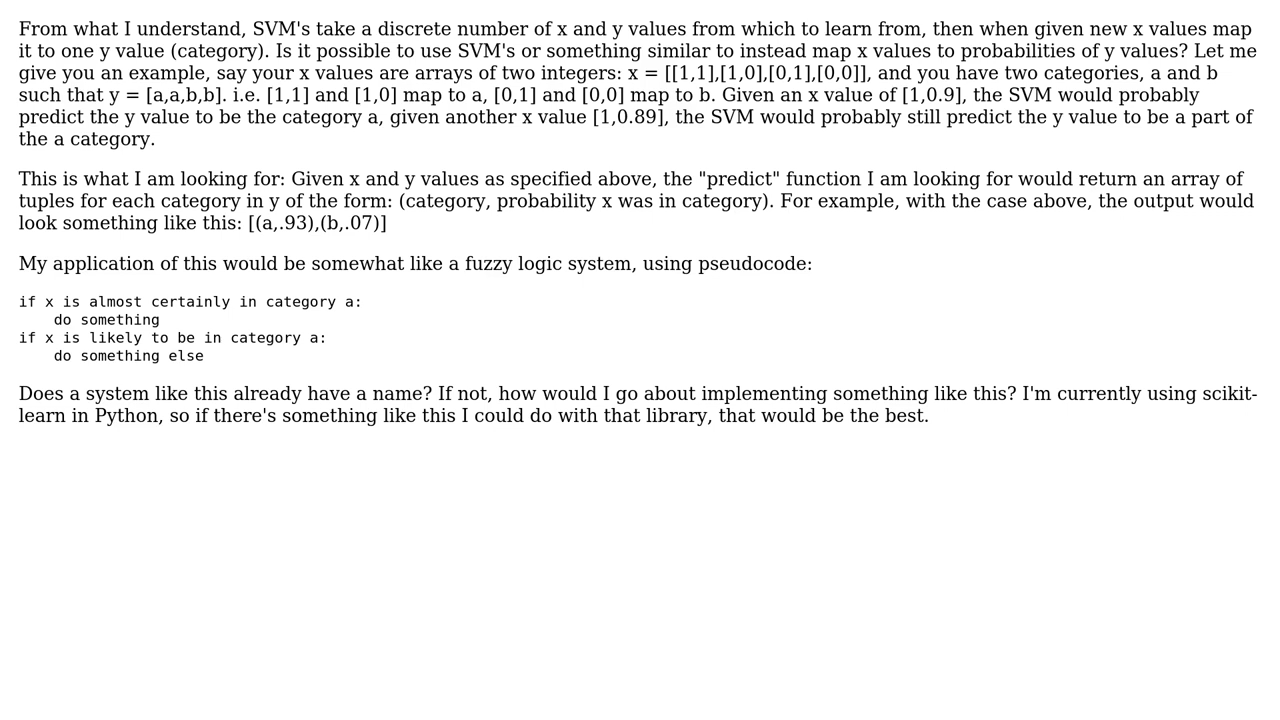 From what I understand, SVM's take a discrete number of x and y values from which to learn from, then when given new x values map
it to one y value (category). Is it possible to use SVM's or something similar to instead map x values to probabilities of y values? Let me
give you an example, say your x values are arrays of two integers: x = [[1,1],[1,0],[0,1],[0,0]], and you have two categories, a and b
such that y = [a,a,b,b]. i.e. [1,1] and [1,0] map to a, [0,1] and [0,0] map to b. Given an x value of [1,0.9], the SVM would probably
predict the y value to be the category a, given another x value [1,0.89], the SVM would probably still predict the y value to be a part of
the a category.
This is what I am looking for: Given x and y values as specified above, the "predict" function I am looking for would return an array of
tuples for each category in y of the form: (category, probability x was in category). For example, with the case above, the output would
look something like this: [(a,.93),(b,.07)]
My application of this would be somewhat like a fuzzy logic system, using pseudocode:
if x is almost certainly in category a:
    do something
if x is likely to be in category a:
    do something else
Does a system like this already have a name? If not, how would I go about implementing something like this? I'm currently using scikit-
learn in Python, so if there's something like this I could do with that library, that would be the best.